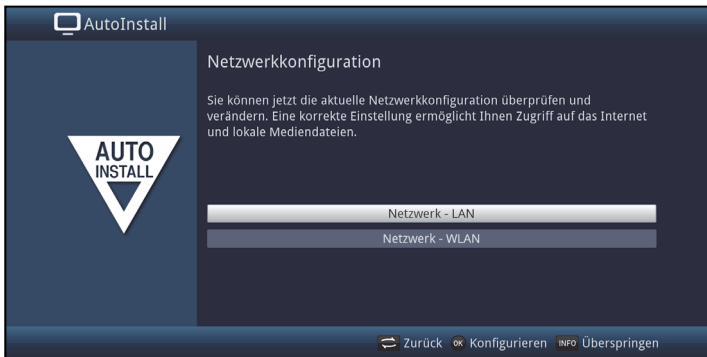 AutoInstall
Netzwerkkonfiguration
Sie können jetzt die aktuelle Netzwerkkonfiguration überprüfen und
verändern. Eine korrekte Einstellung ermöglicht Ihnen Zugriff auf das Internet
und lokale Mediendateien.
AUTO
INSTALL
Netzwerk - LAN
Netzwerk - WLAN
Zurück OK Konfigurieren INFO Überspringen